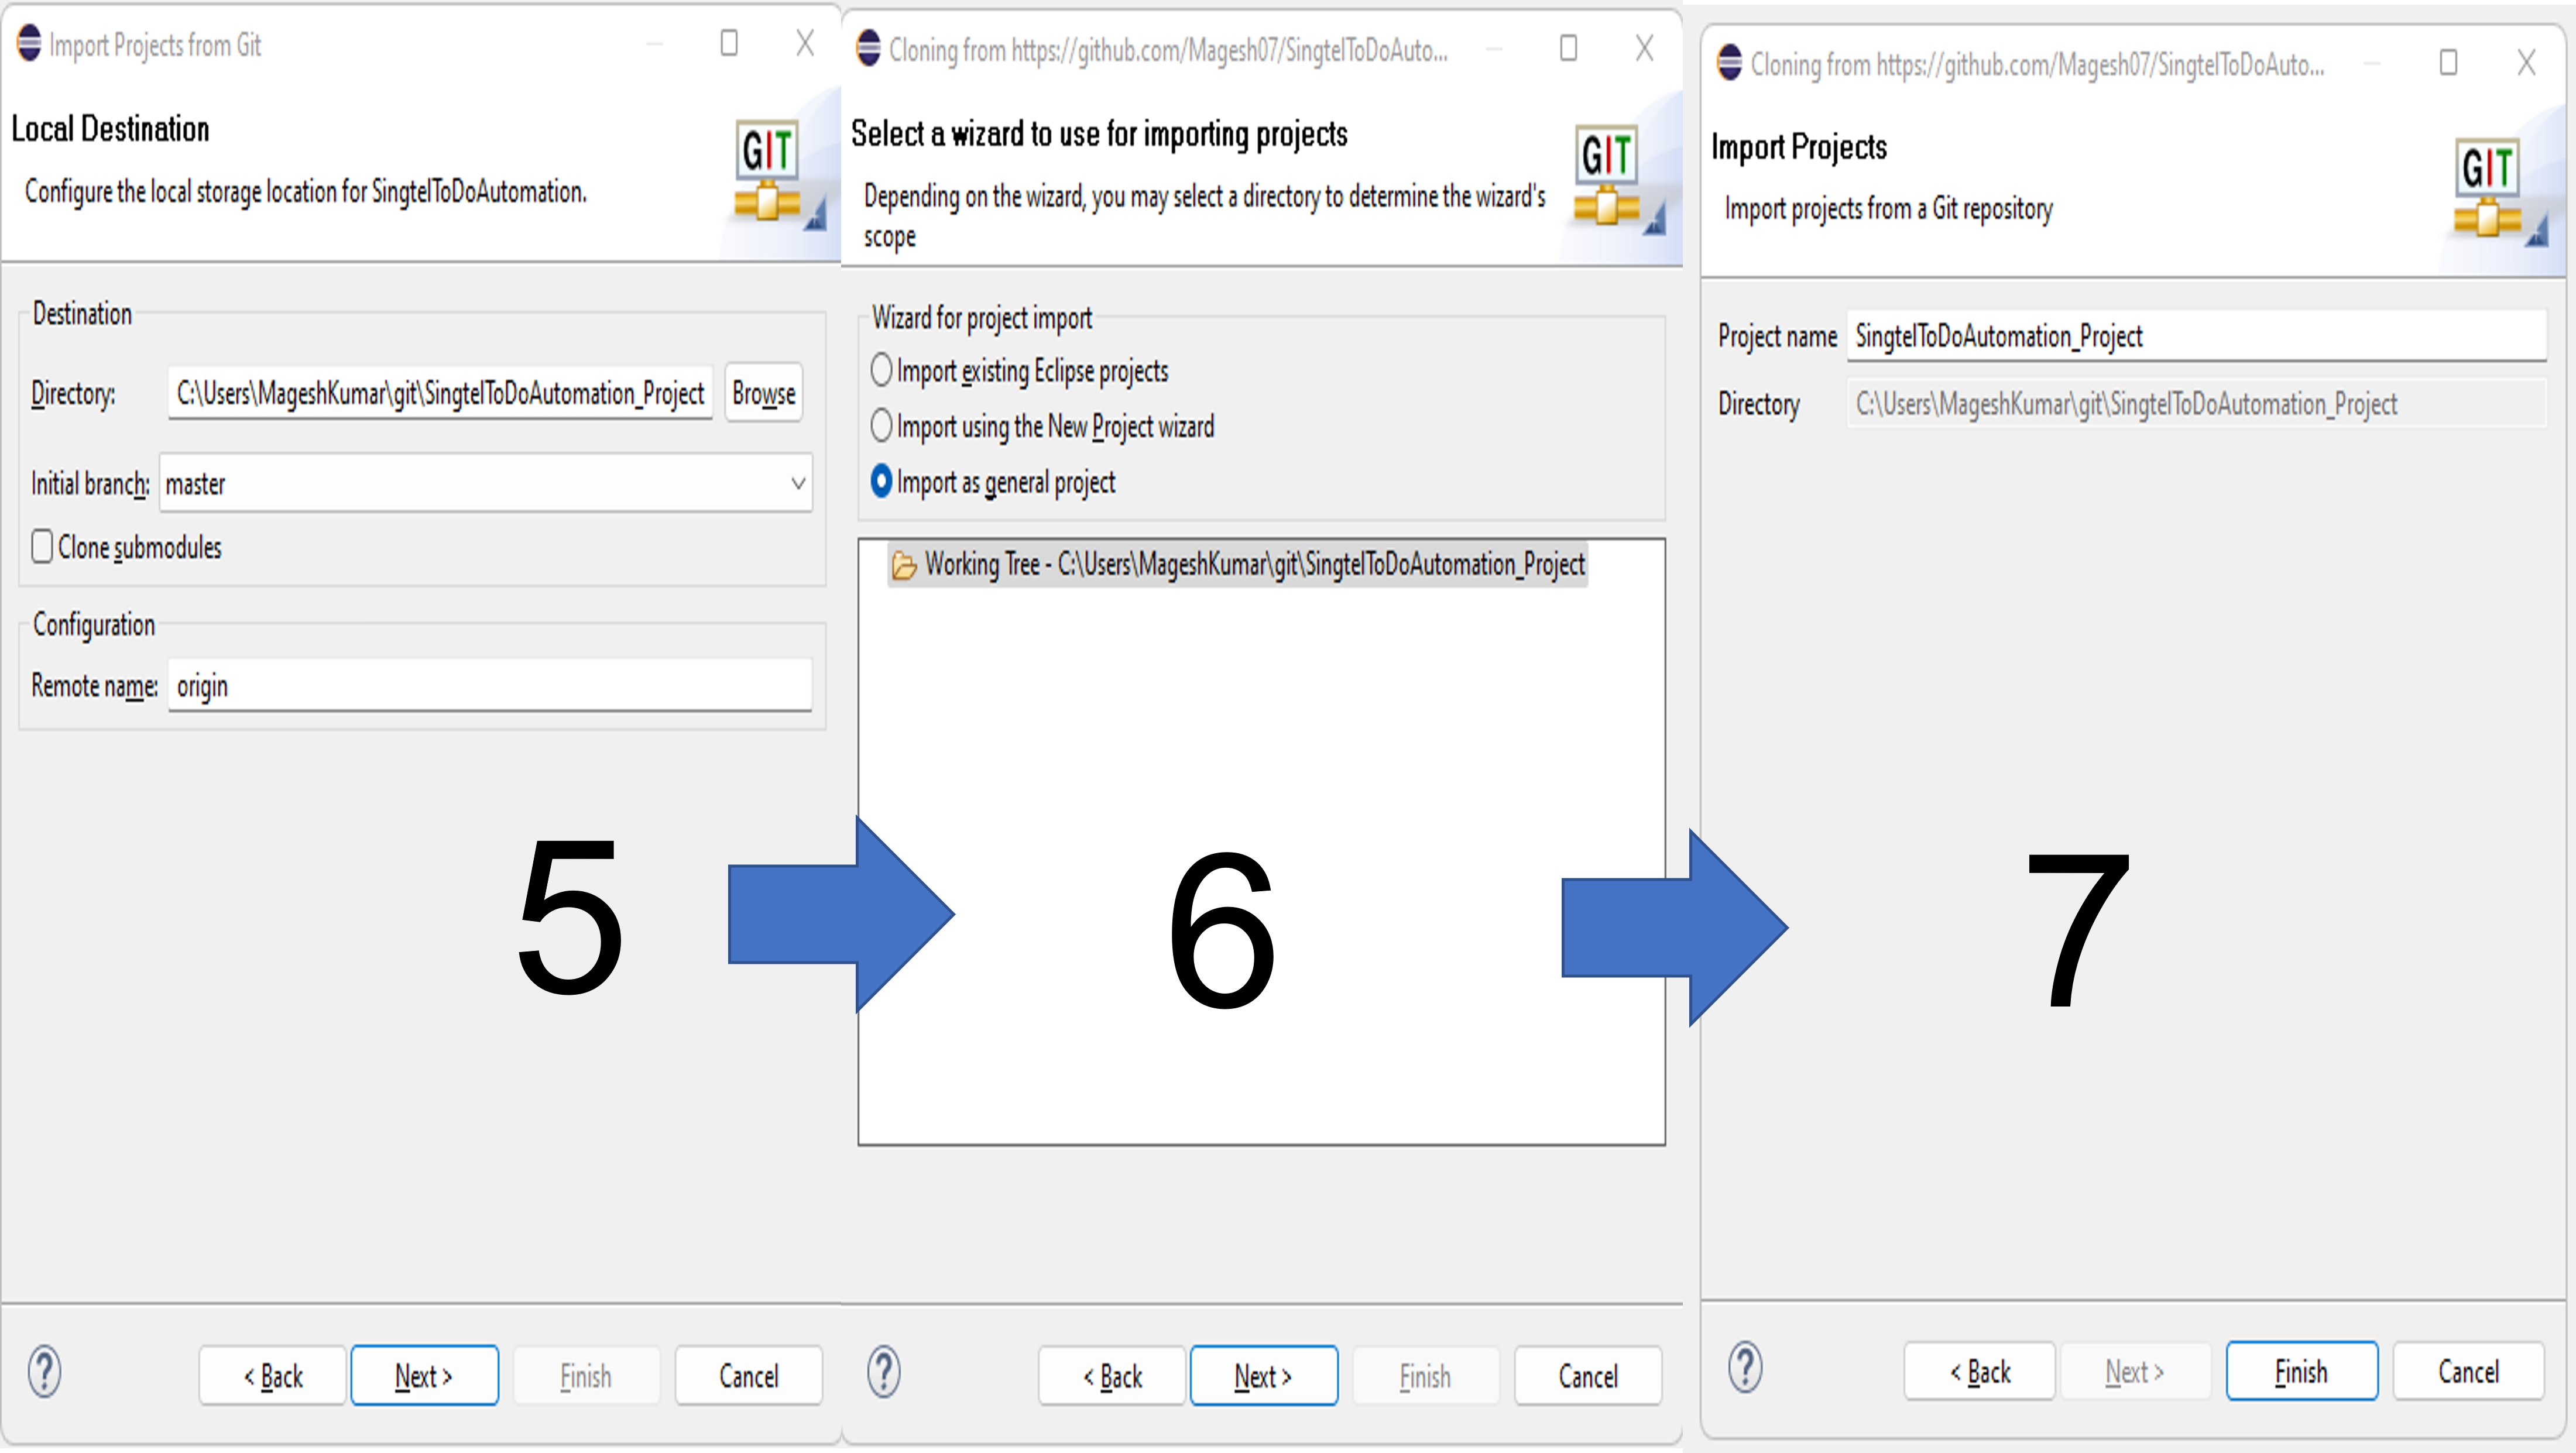 Import Projects from Git
Local Destination
GIT
Configure the local storage location for SingtelToDoAutomation.
Destination
Directory: C:\Users\MageshKumar\git\SingtelToDoAutomation_Project Browse
Initial branch: master
Clone submodules
Configuration
Remote name: origin
5
< Back Next > Finish Cancel
Cloning from https://github.com/Magesh07/SingtelToDoAuto...
Select a wizard to use for importing projects
GIT
Depending on the wizard, you may select a directory to determine the wizard's
scope
Wizard for project import
Import existing Eclipse projects
Import using the New Project wizard
Import as general project
Working Tree - C:\Users\MageshKumar\git\SingtelToDoAutomation_Project
6
< Back Next > Finish Cancel
Cloning from https://github.com/Magesh07/SingtelToDoAuto...
Import Projects
GIT
Import projects from a Git repository
Project name SingtelToDoAutomation_Project
Directory C:\Users\MageshKumar\git\SingtelToDoAutomation_Project
7
< Back Next > Finish Cancel